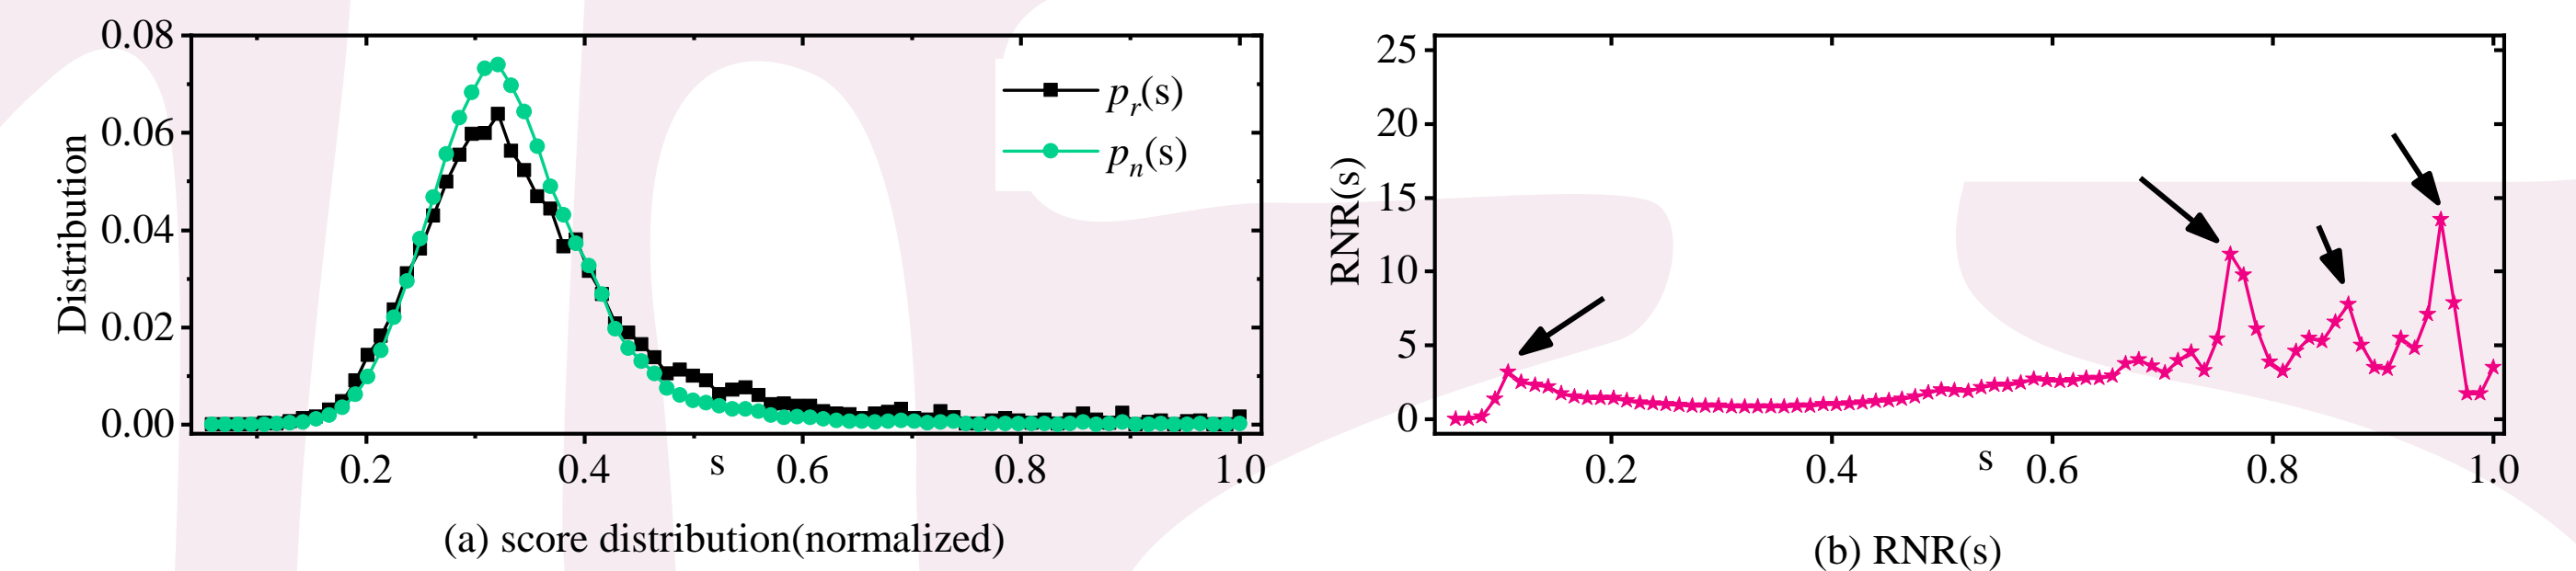 0.08
0.06
0.04
0.02
0.00
Distribution
p_r(s)
p_n(s)
0.2
0.4
s
0.6
0.8
1.0
(a) score distribution(normalized)
25
20
15
10
5
0
RNR(s)
0.2
0.4
s
0.6
0.8
1.0
(b) RNR(s)